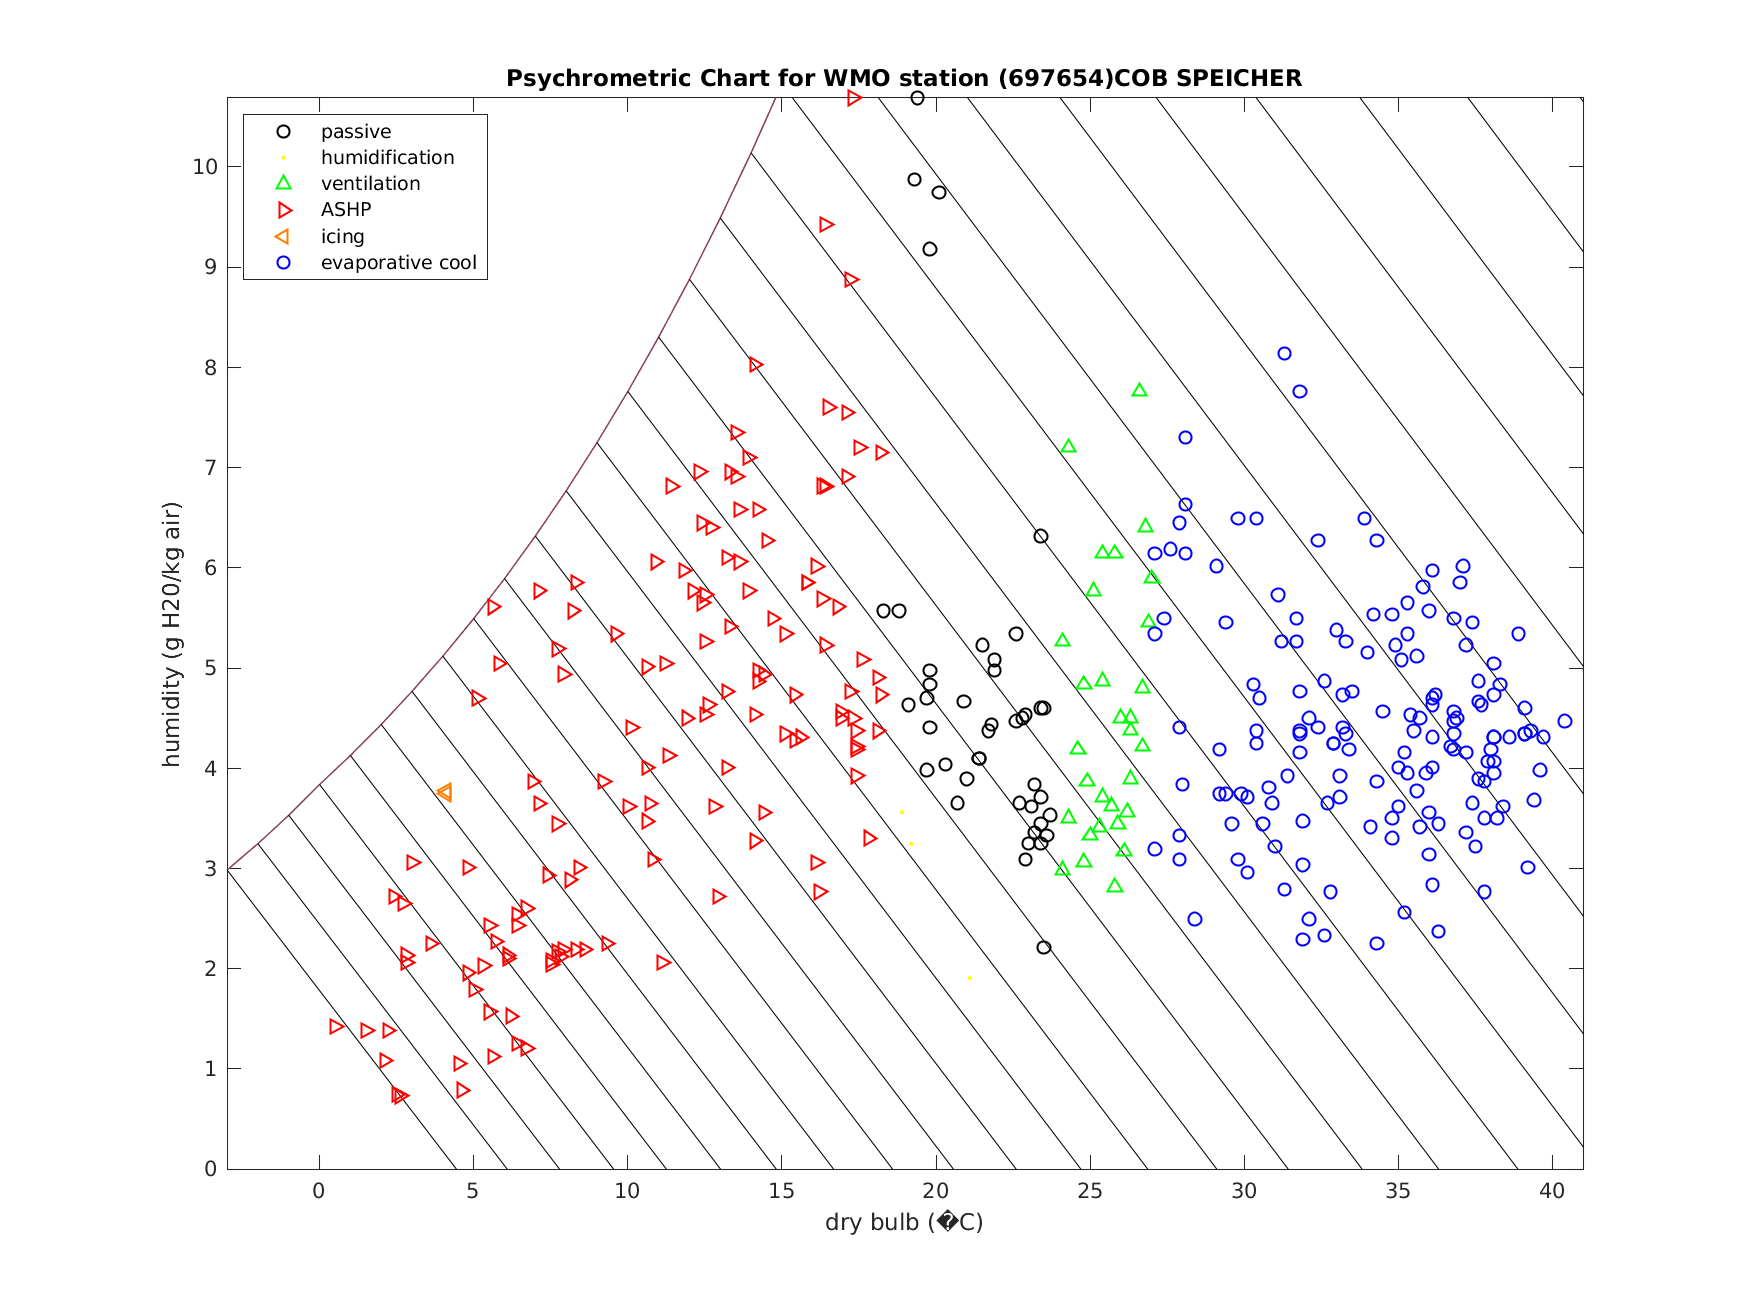 Psychrometric Chart for WMO station (697654)COB SPEICHER
passive
humidification
ventilation
ASHP
icing
evaporative cool
humidity (g H20/kg air)
10
9
8
7
6
5
4
3
2
1
0
0 5 10 15 20 25 30 35 40
dry bulb (�C)